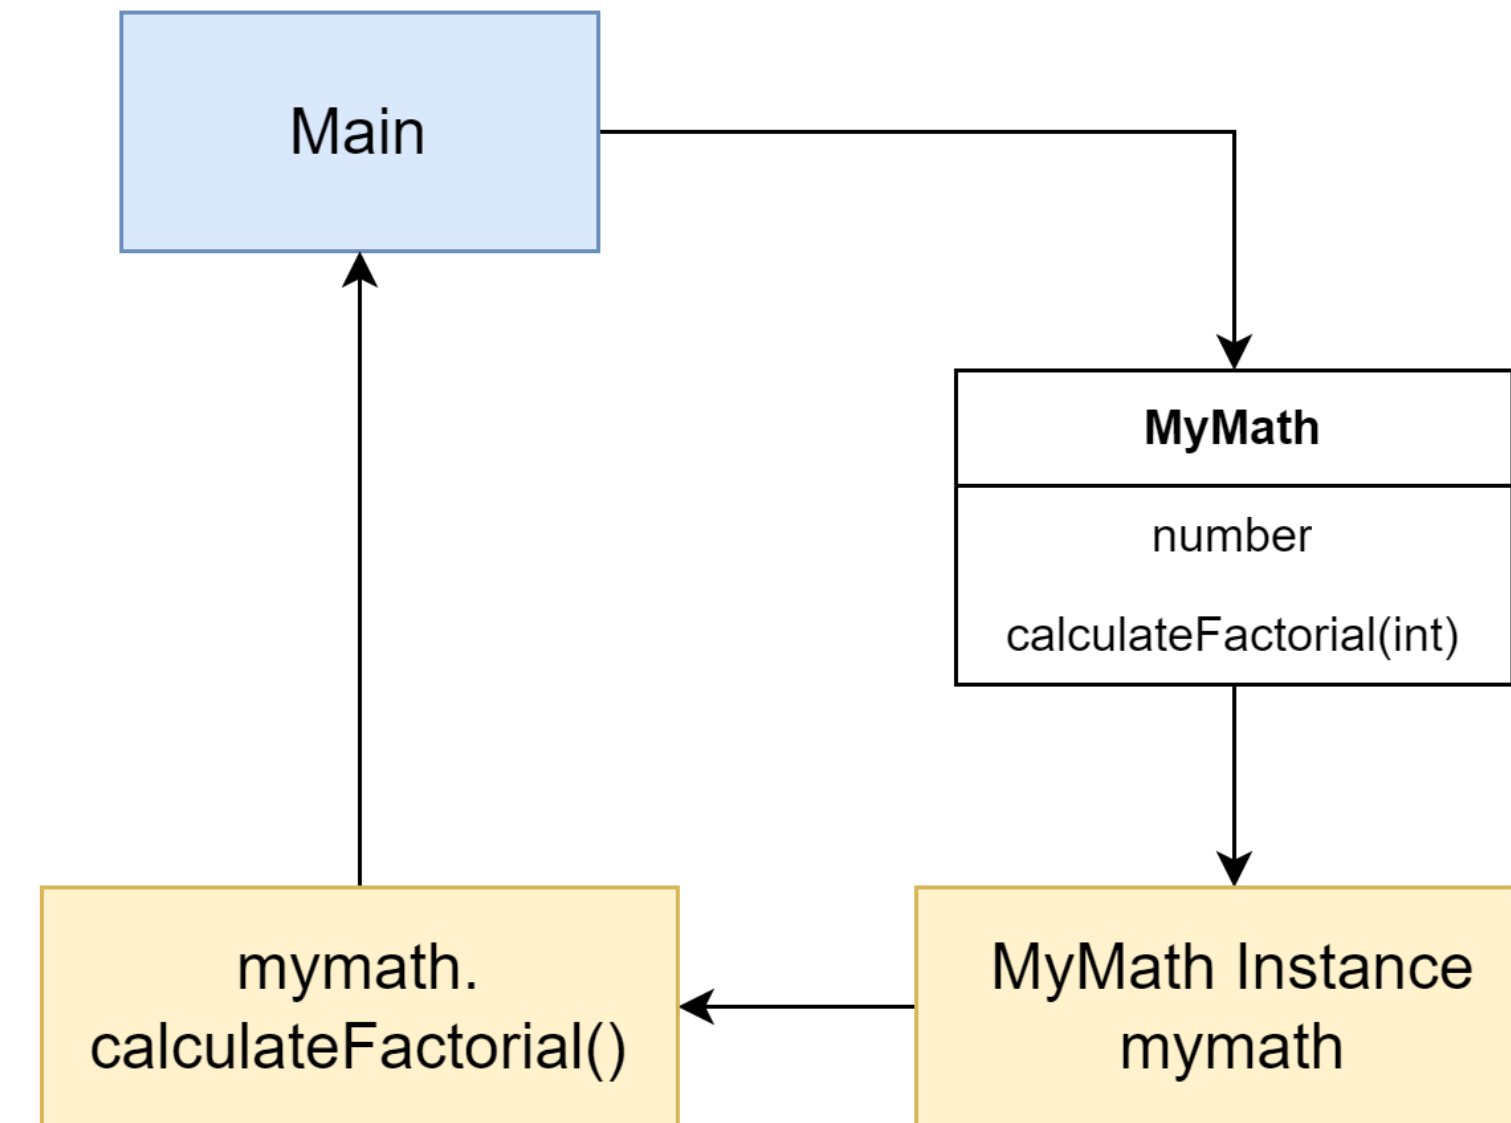 Main
MyMath
number
calculateFactorial(int)
mymath.
calculateFactorial()
MyMath Instance
mymath